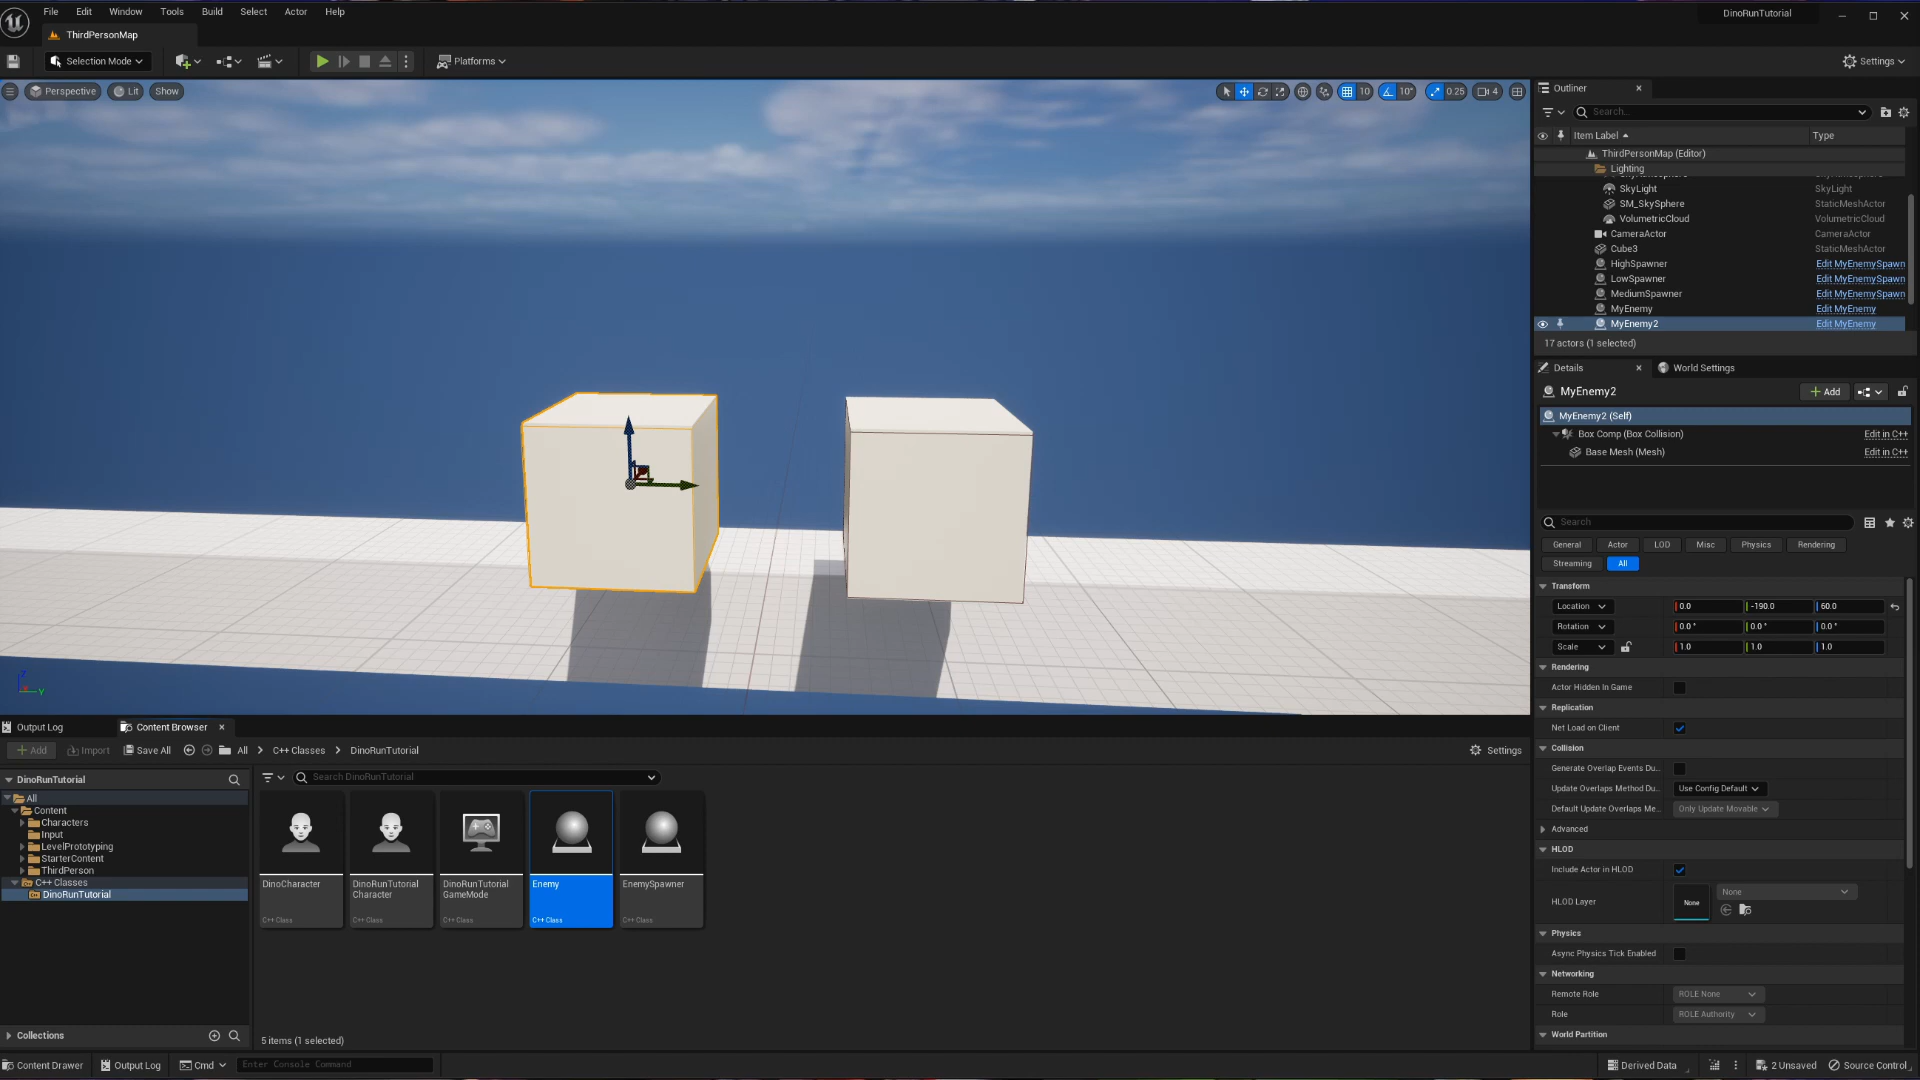 File Edit Window Tools Build Select Actor Help
DinoRunTutorial
ThirdPersonMap
Selection Mode
Platforms
Settings
Perspective Lit Show
10 10° 0.25 4
Outliner
Search...
Item Label Type
ThirdPersonMap (Editor)
Lighting
SkyLight SkyLight
SM_SkySphere StaticMeshActor
VolumetricCloud VolumetricCloud
CameraActor CameraActor
Cube3 StaticMeshActor
HighSpawner Edit MyEnemySpawn
LowSpawner Edit MyEnemySpawn
MediumSpawner Edit MyEnemySpawn
MyEnemy Edit MyEnemy
MyEnemy2 Edit MyEnemy
17 actors (1 selected)
Details World Settings
MyEnemy2 Add
MyEnemy2 (Self)
Box Comp (Box Collision) Edit in C++
Base Mesh (Mesh) Edit in C++
Search
General Actor LOD Misc Physics Rendering
Streaming All
Transform
Location 0.0 -190.0 60.0
Rotation 0.0° 0.0° 0.0°
Scale 1.0 1.0 1.0
Rendering
Actor Hidden In Game
Replication
Net Load on Client
Collision
Generate Overlap Events Du...
Update Overlaps Method Du... Use Config Default
Default Update Overlaps Me... Only Update Movable
Advanced
HLOD
Include Actor in HLOD
HLOD Layer None None
Physics
Async Physics Tick Enabled
Networking
Remote Role ROLE None
Role ROLE Authority
World Partition
Z
Y
Output Log Content Browser
Add Import Save All All C++ Classes DinoRunTutorial Settings
DinoRunTutorial
Search DinoRunTutorial
All
Content
Characters
Input
LevelPrototyping
StarterContent
ThirdPerson
C++ Classes
DinoRunTutorial
Collections
DinoCharacter
C++ Class
DinoRunTutorial
Character
C++ Class
DinoRunTutorial
GameMode
C++ Class
Enemy
C++ Class
EnemySpawner
C++ Class
5 items (1 selected)
Content Drawer Output Log Cmd Enter Console Command Derived Data 2 Unsaved Source Control